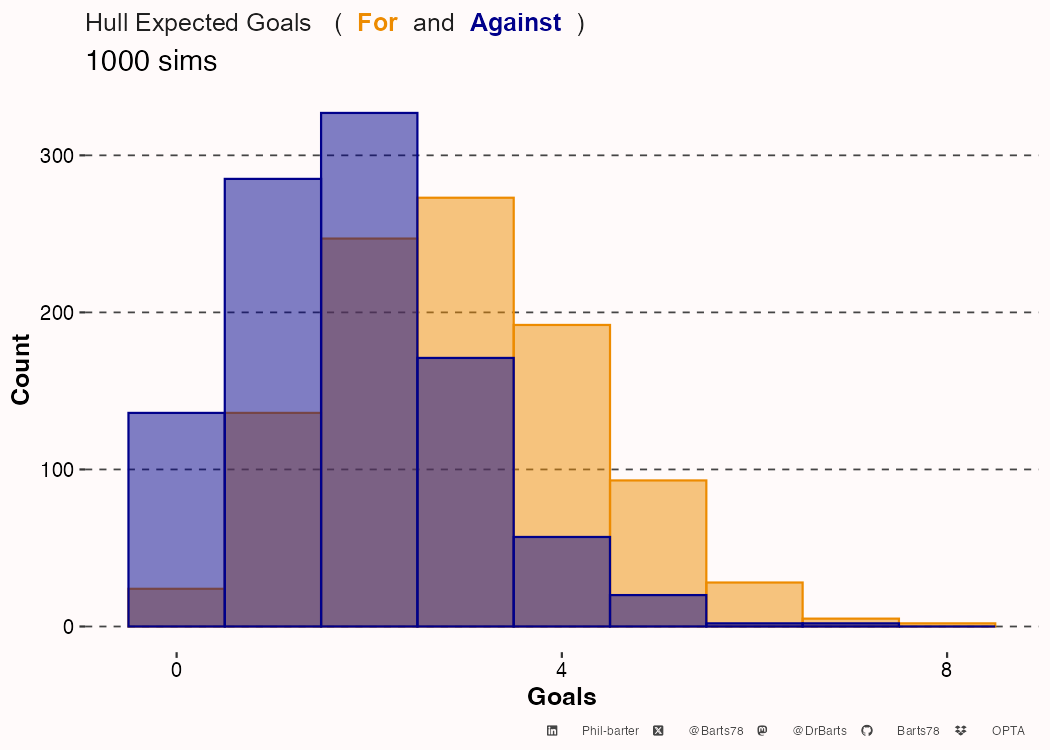 Hull Expected Goals ( For and Against )
1000 sims
300
200
100
0
Count
0 4 8
Goals
Phil-barter @Barts78 @DrBarts Barts78 OPTA